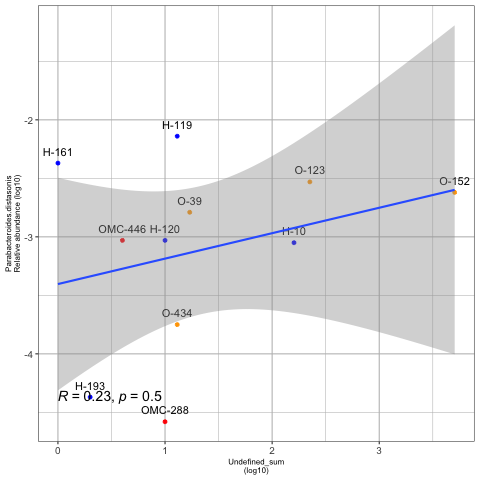 H-119
H-161
O-123
O-152
O-39
OMC-446 H-120
H-10
O-434
H-193
R = 0.23, p = 0.5
OMC-288
-2
-3
-4
0
1
2
3
Undefined_sum
(log10)
Parabacteroides.distasonis
Relative abundance (log10)